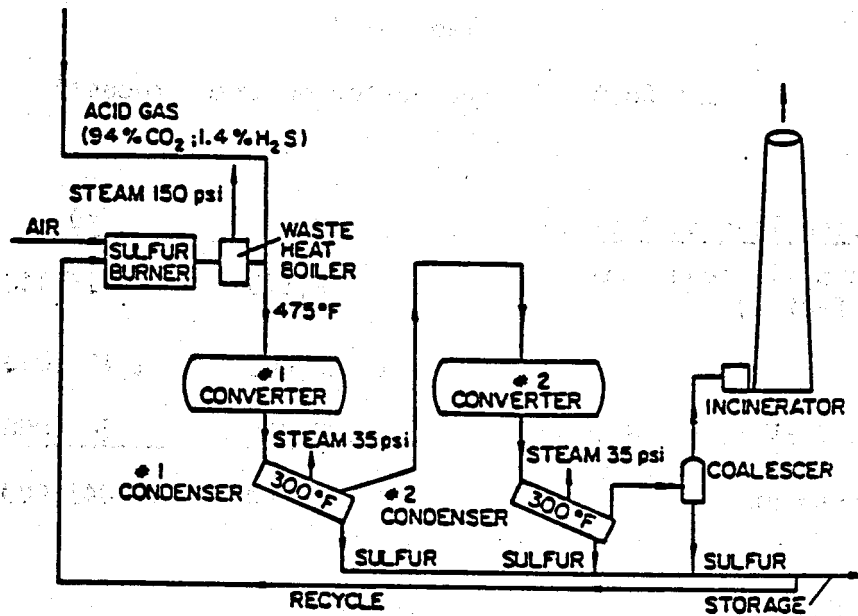 ACID GAS
(94 % CO2 ; 1.4 % H2S)
STEAM 150 psi
AIR
SULFUR
BURNER
WASTE
HEAT
BOILER
475°F
#1
CONVERTER
#2
CONVERTER
INCINERATOR
STEAM 35 psi
STEAM 35 psi
COALESCER
#1
CONDENSER
300°F
#2
CONDENSER
300°F
SULFUR
SULFUR
SULFUR
RECYCLE
STORAGE